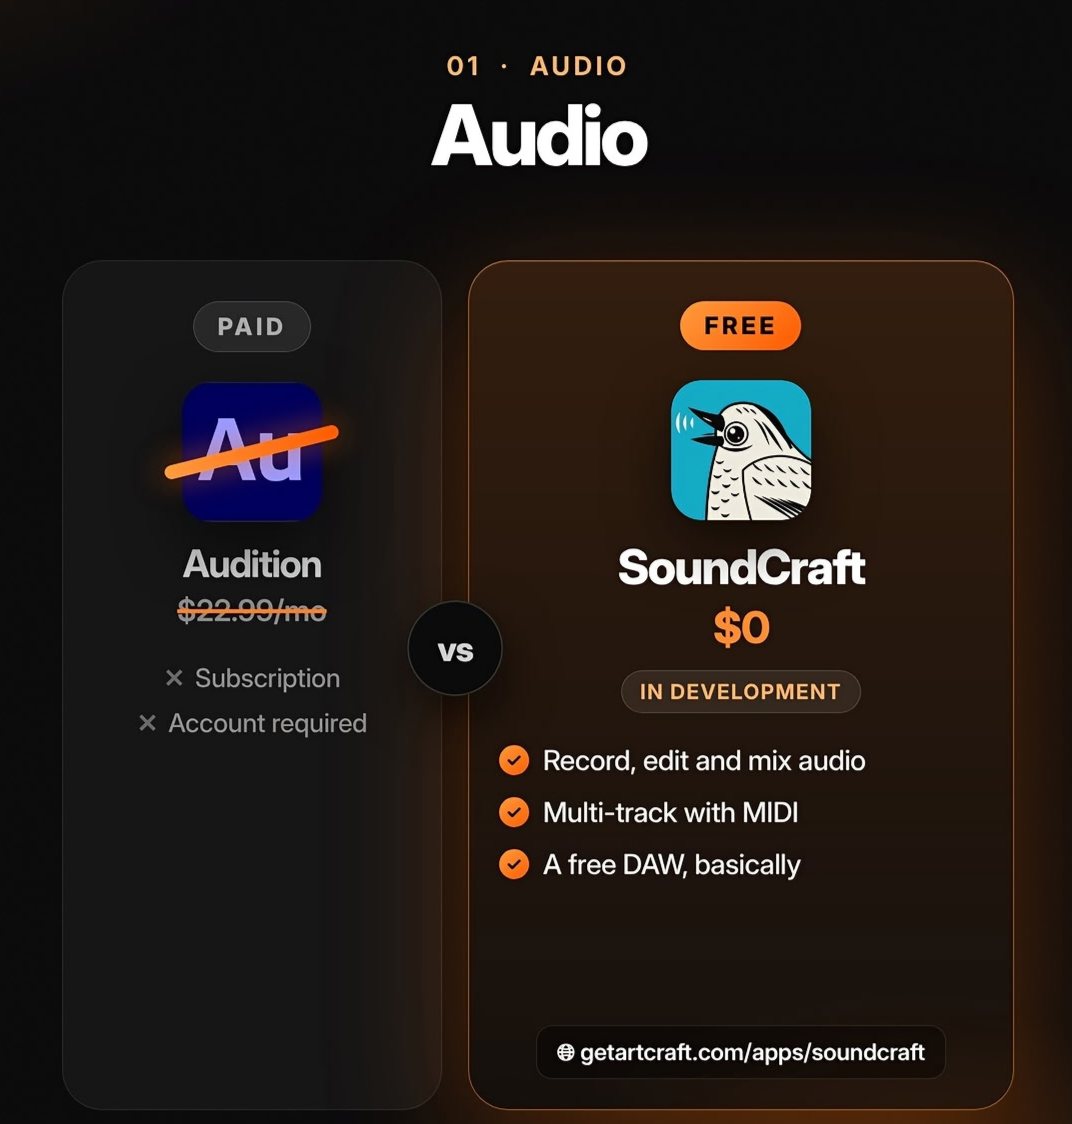 01 · AUDIO
Audio
PAID
Au
Audition
$22.99/mo
✕ Subscription
✕ Account required
vs
FREE
SoundCraft
$0
IN DEVELOPMENT
Record, edit and mix audio
Multi-track with MIDI
A free DAW, basically
getartcraft.com/apps/soundcraft